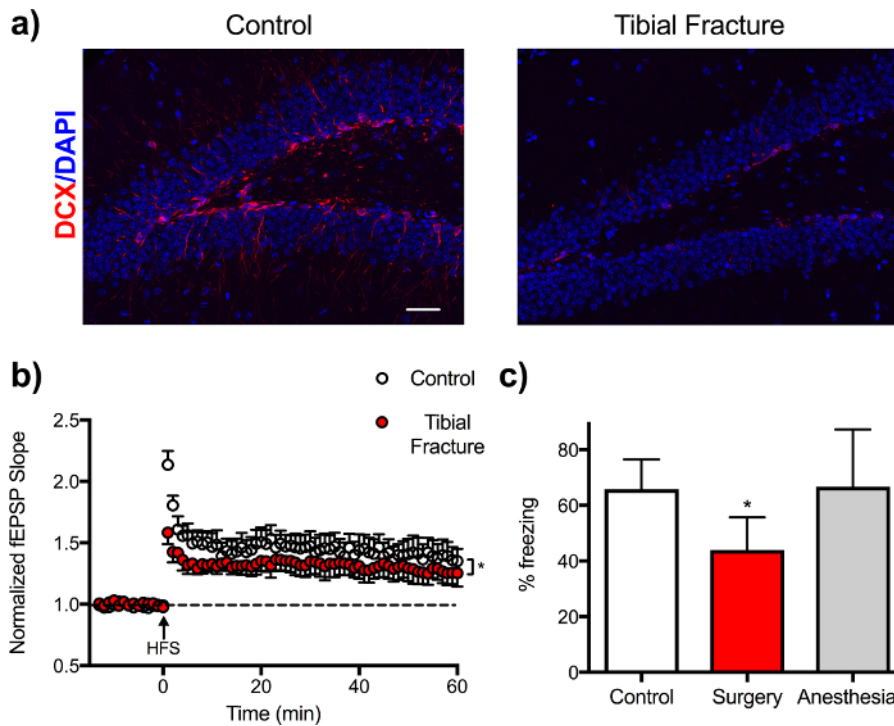 a)
Control
Tibial Fracture
DCX/DAPI
b)
Control
Tibial
Fracture
Normalized fEPSP Slope
2.5
2.0
1.5
1.0
0.5
*
HFS
0
20
40
60
Time (min)
c)
% freezing
80
60
40
20
0
*
Control
Surgery
Anesthesia